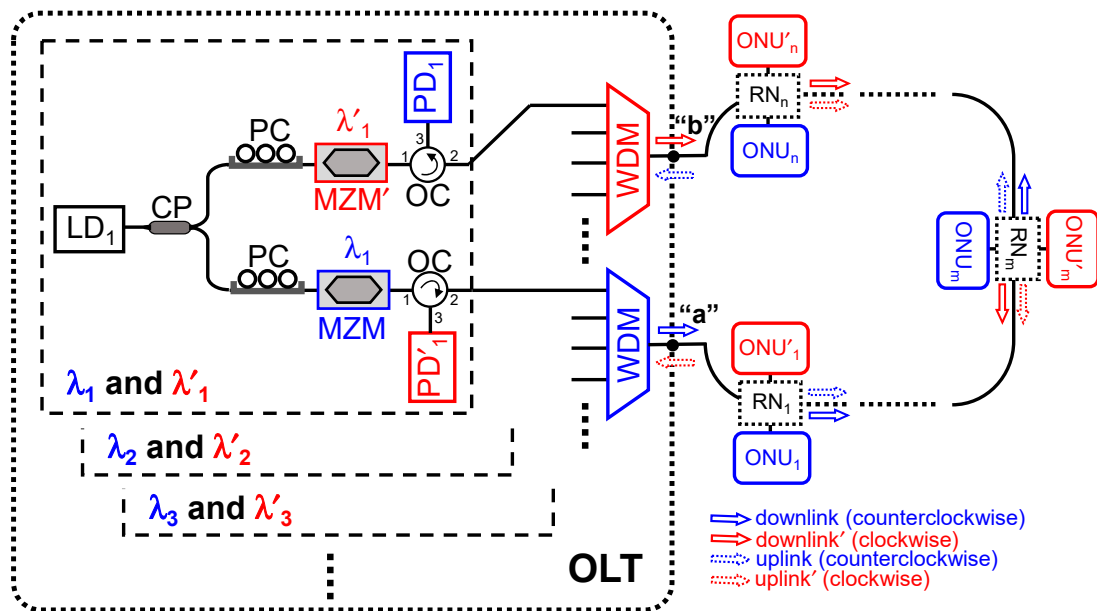 PD₁
PC
λ′₁
3
1
2
MZM′
OC
LD₁
CP
PC
λ₁
OC
1
2
MZM
3
PD′₁
λ₁ and λ′₁
λ₂ and λ′₂
λ₃ and λ′₃
WDM
WDM
OLT
“b”
“a”
ONU′ₙ
RNₙ
ONUₙ
ONUₘ
RNₘ
ONU′ₘ
ONU′₁
RN₁
ONU₁
downlink (counterclockwise)
downlink′ (clockwise)
uplink (counterclockwise)
uplink′ (clockwise)